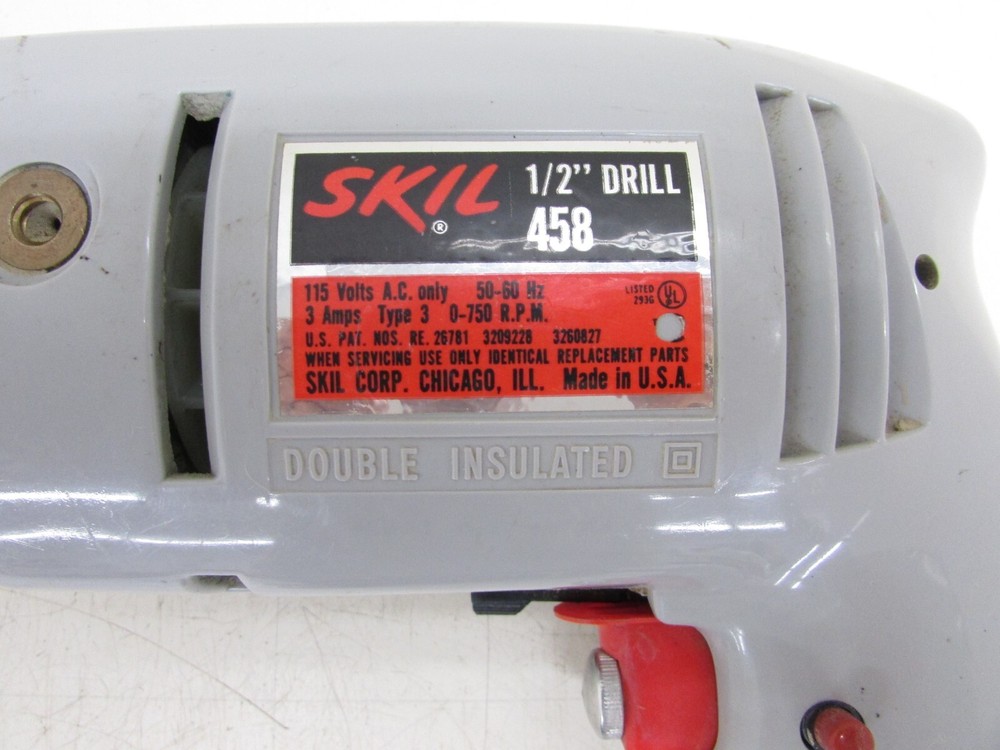 SKIL ® 1/2" DRILL
458
115 Volts A.C. only 50-60 Hz
LISTED 293G UL
3 Amps Type 3 0-750 R.P.M.
U.S. PAT. NOS. RE. 26781 3209228 3260827
WHEN SERVICING USE ONLY IDENTICAL REPLACEMENT PARTS
SKIL CORP. CHICAGO, ILL. Made in U.S.A.
DOUBLE INSULATED